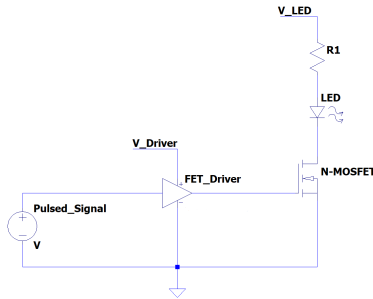 V_LED
R1
LED
V_Driver
FET_Driver
N-MOSFET
Pulsed_Signal
V